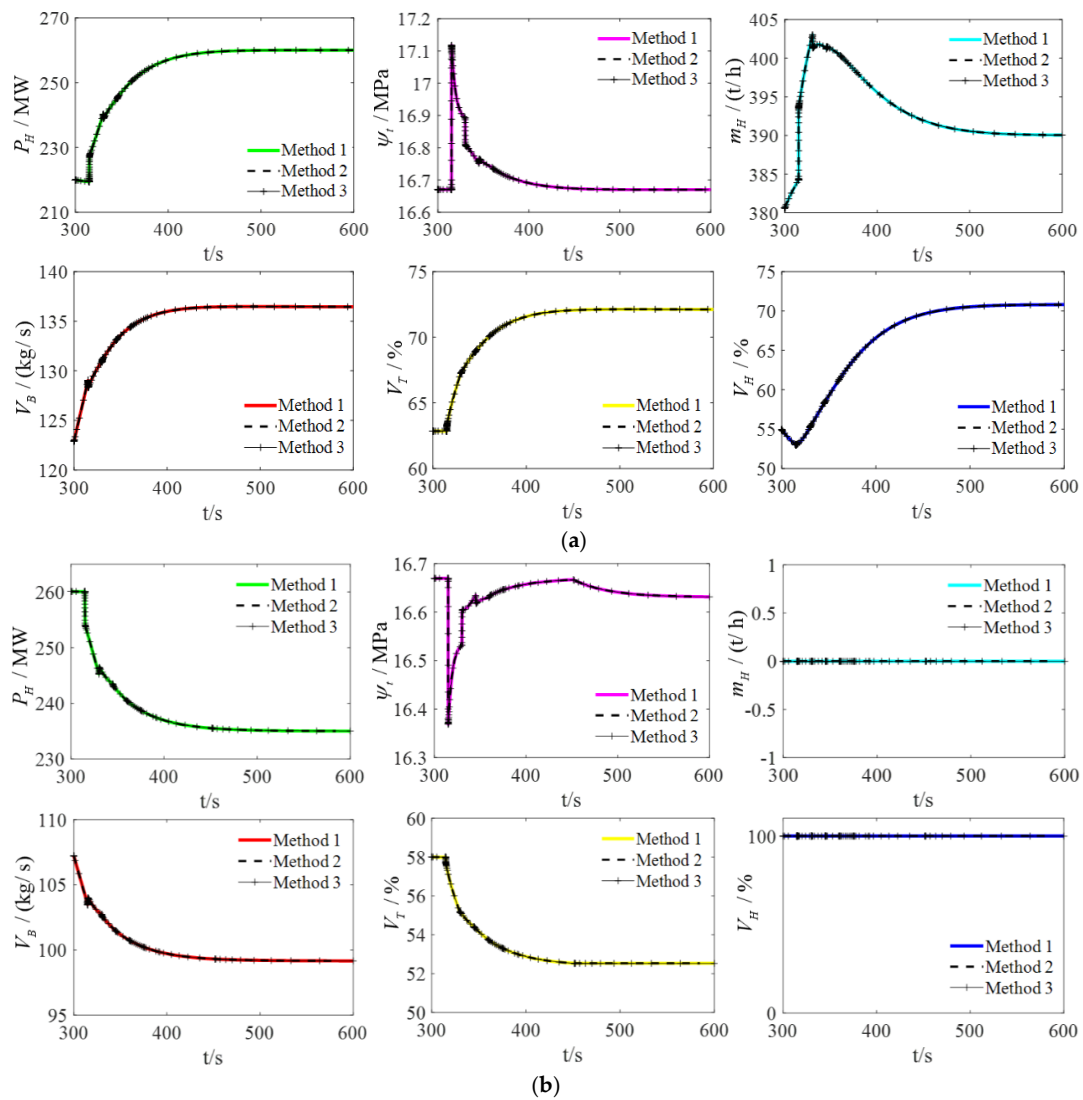 270
250
230
210
P_H / MW
Method 1
Method 2
Method 3
300
400
500
600
t/s
17.2
17.1
17
16.9
16.8
16.7
16.6
ψ_t / MPa
Method 1
Method 2
Method 3
300
400
500
600
t/s
405
400
395
390
385
380
m_H / (t/ h)
Method 1
Method 2
Method 3
300
400
500
600
t/s
140
135
130
125
120
V_B / (kg/ s)
Method 1
Method 2
Method 3
300
400
500
600
t/s
75
70
65
60
V_T / %
Method 1
Method 2
Method 3
300
400
500
600
t/s
75
70
65
60
55
50
V_H / %
Method 1
Method 2
Method 3
300
400
500
600
t/s
(a)
260
250
240
230
P_H / MW
Method 1
Method 2
Method 3
300
400
500
600
t/s
16.7
16.6
16.5
16.4
16.3
ψ_t / MPa
Method 1
Method 2
Method 3
300
400
500
600
t/s
1
0.5
0
-0.5
-1
m_H / (t/ h)
Method 1
Method 2
Method 3
300
400
500
600
t/s
110
105
100
95
V_B / (kg/ s)
Method 1
Method 2
Method 3
300
400
500
600
t/s
60
58
56
54
52
50
V_T / %
Method 1
Method 2
Method 3
300
400
500
600
t/s
100
0
V_H / %
Method 1
Method 2
Method 3
300
400
500
600
t/s
(b)